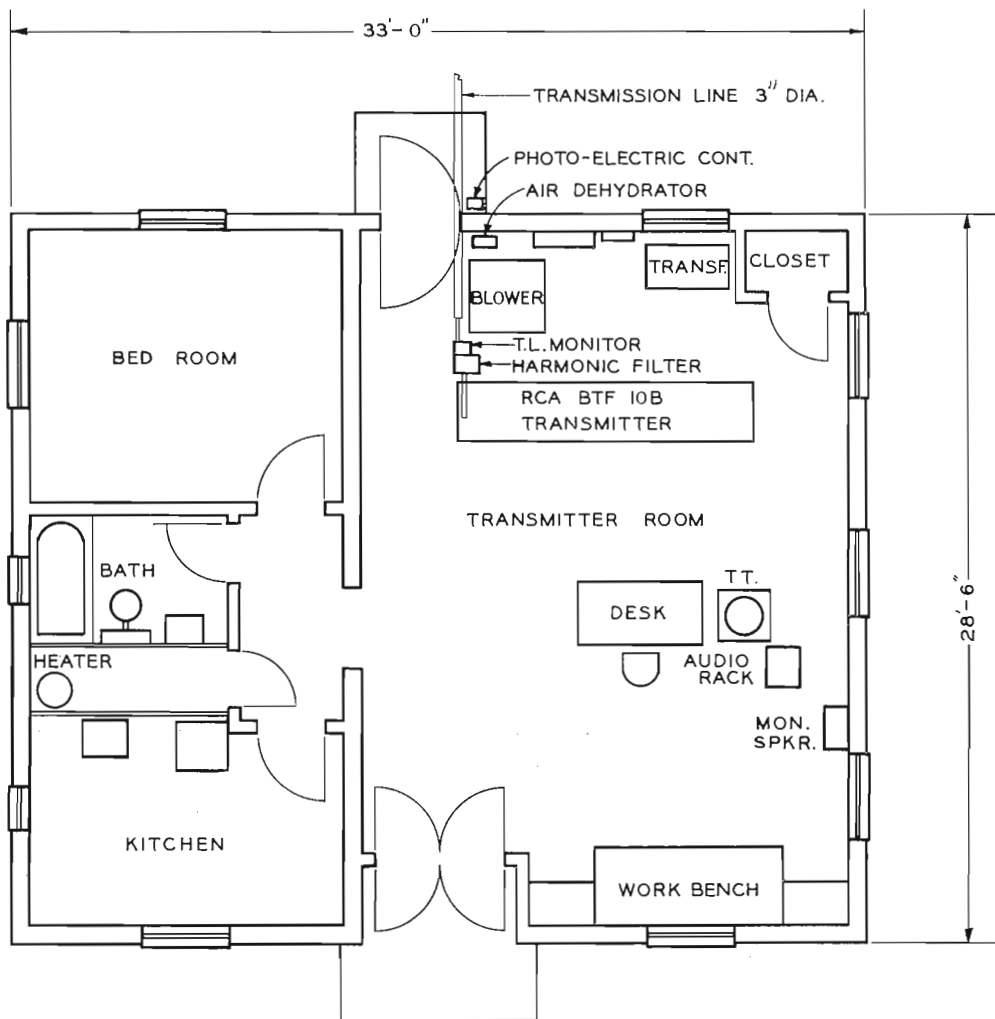 33'-0"
TRANSMISSION LINE 3" DIA.
PHOTO-ELECTRIC CONT.
AIR DEHYDRATOR
TRANSF.
CLOSET
BLOWER
BED ROOM
T.L. MONITOR
HARMONIC FILTER
RCA BTF 10B
TRANSMITTER
TRANSMITTER ROOM
BATH
TT.
DESK
28'-6"
HEATER
AUDIO
RACK
MON.
SPKR.
KITCHEN
WORK BENCH